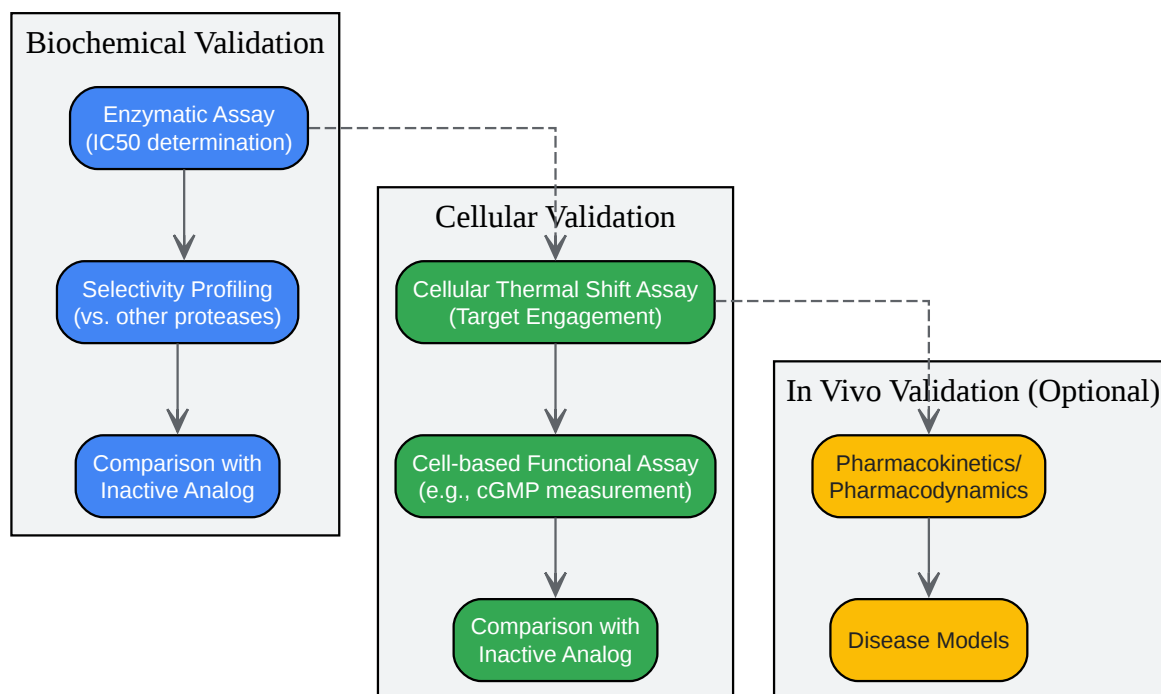 Biochemical Validation
Enzymatic Assay
(IC50 determination)
Selectivity Profiling
(vs. other proteases)
Comparison with
Inactive Analog
Cellular Validation
Cellular Thermal Shift Assay
(Target Engagement)
Cell-based Functional Assay
(e.g., cGMP measurement)
Comparison with
Inactive Analog
In Vivo Validation (Optional)
Pharmacokinetics/
Pharmacodynamics
Disease Models